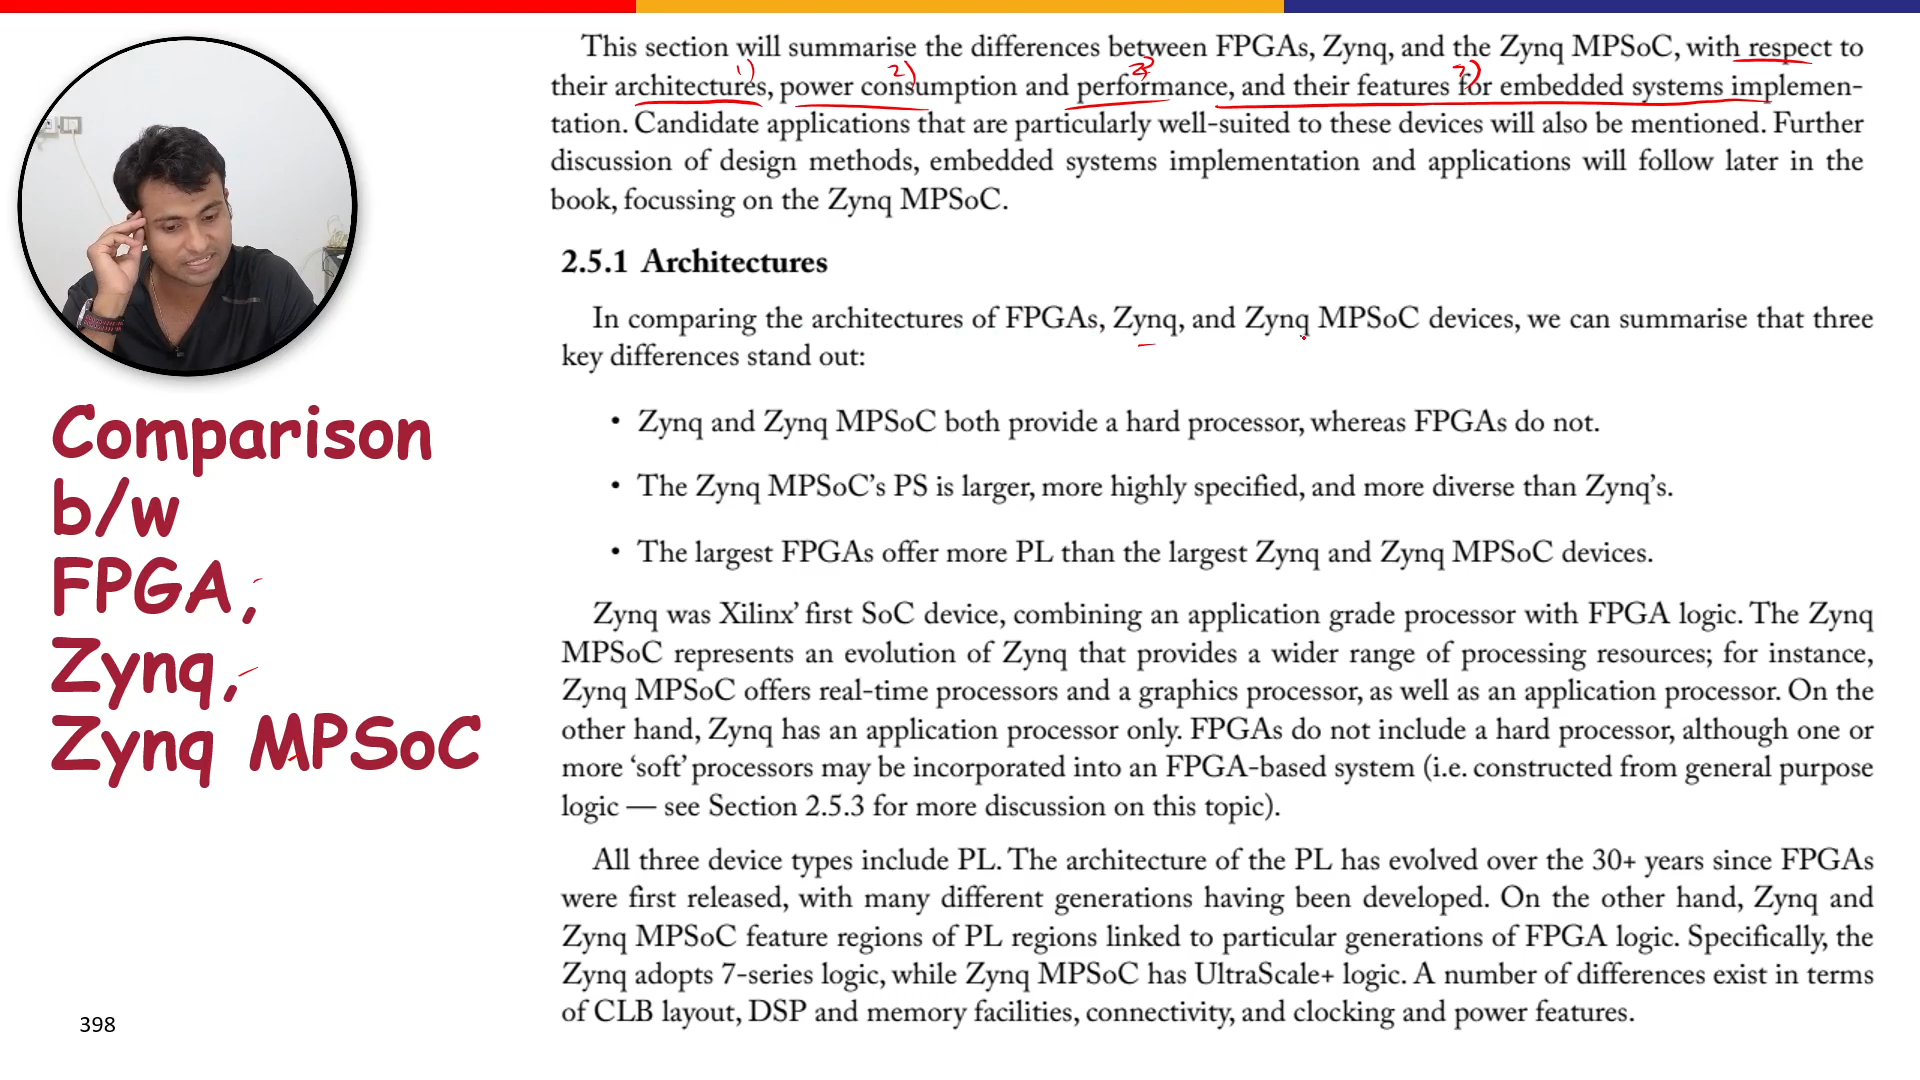 This section will summarise the differences between FPGAs, Zynq, and the Zynq MPSoC, with respect to
1) 2) 3)
their architectures, power consumption and performance, and their features for embedded systems implemen-
tation. Candidate applications that are particularly well-suited to these devices will also be mentioned. Further
discussion of design methods, embedded systems implementation and applications will follow later in the
book, focussing on the Zynq MPSoC.
2.5.1 Architectures
In comparing the architectures of FPGAs, Zynq, and Zynq MPSoC devices, we can summarise that three
key differences stand out:
• Zynq and Zynq MPSoC both provide a hard processor, whereas FPGAs do not.
• The Zynq MPSoC’s PS is larger, more highly specified, and more diverse than Zynq’s.
• The largest FPGAs offer more PL than the largest Zynq and Zynq MPSoC devices.
Zynq was Xilinx’ first SoC device, combining an application grade processor with FPGA logic. The Zynq
MPSoC represents an evolution of Zynq that provides a wider range of processing resources; for instance,
Zynq MPSoC offers real-time processors and a graphics processor, as well as an application processor. On the
other hand, Zynq has an application processor only. FPGAs do not include a hard processor, although one or
more ‘soft’ processors may be incorporated into an FPGA-based system (i.e. constructed from general purpose
logic — see Section 2.5.3 for more discussion on this topic).
All three device types include PL. The architecture of the PL has evolved over the 30+ years since FPGAs
were first released, with many different generations having been developed. On the other hand, Zynq and
Zynq MPSoC feature regions of PL regions linked to particular generations of FPGA logic. Specifically, the
Zynq adopts 7-series logic, while Zynq MPSoC has UltraScale+ logic. A number of differences exist in terms
of CLB layout, DSP and memory facilities, connectivity, and clocking and power features.
Comparison
b/w
FPGA,
Zynq,
Zynq MPSoC
398